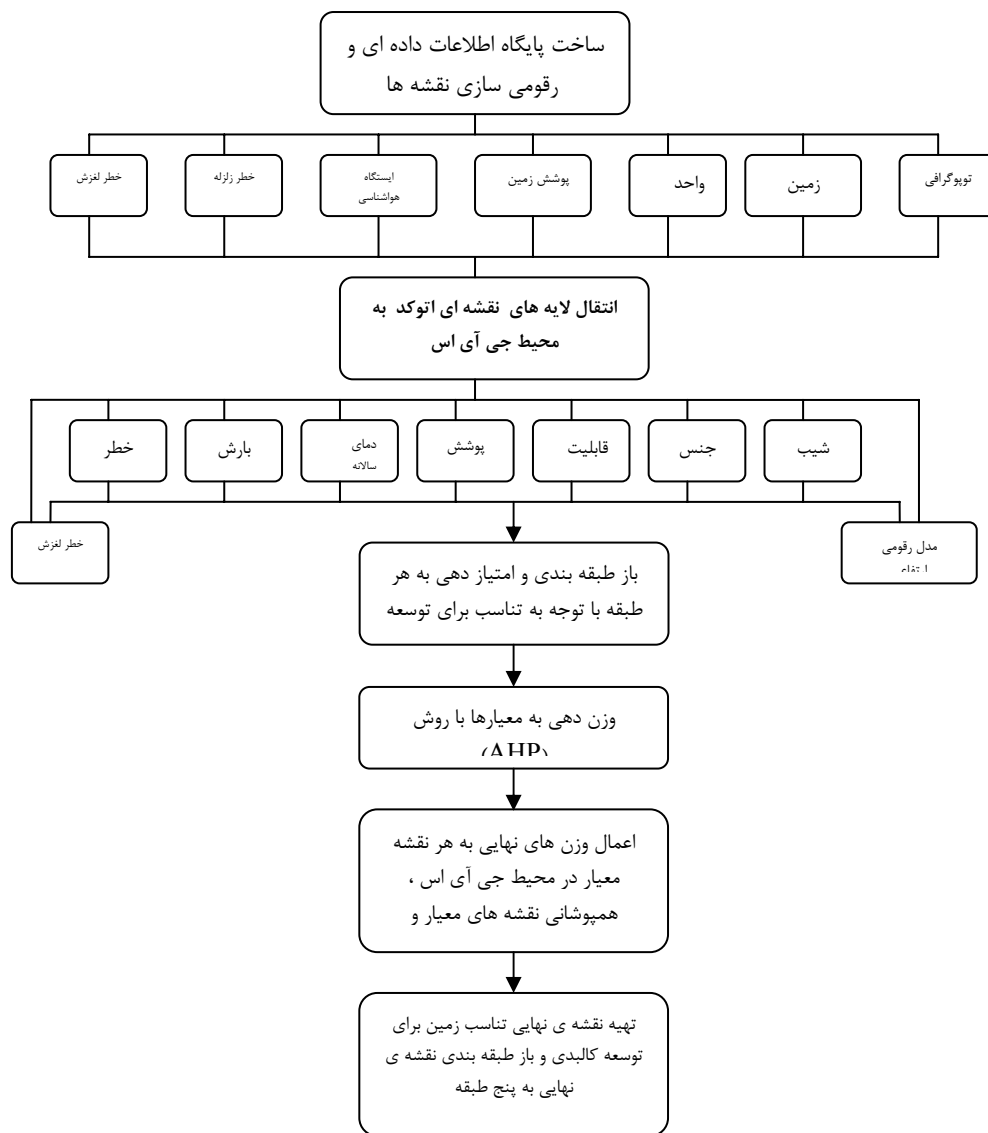 ساخت پایگاه اطلاعات داده ای و
رقومی سازی نقشه ها
توپوگرافی
زمین
واحد
پوشش زمین
ایستگاه
هواشناسی
خطر زلزله
خطر لغزش
انتقال لایه های نقشه ای اتوکد به
محیط جی آی اس
شیب
جنس
قابلیت
پوشش
دمای
سالانه
بارش
خطر
مدل رقومی
خطر لغزش
باز طبقه بندی و امتیاز دهی به هر
طبقه با توجه به تناسب برای توسعه
وزن دهی به معیارها با روش
(AHP)
اعمال وزن های نهایی به هر نقشه
معیار در محیط جی آی اس ،
همپوشانی نقشه های معیار و
تهیه نقشه ی نهایی تناسب زمین برای
توسعه کالبدی و باز طبقه بندی نقشه ی
نهایی به پنج طبقه